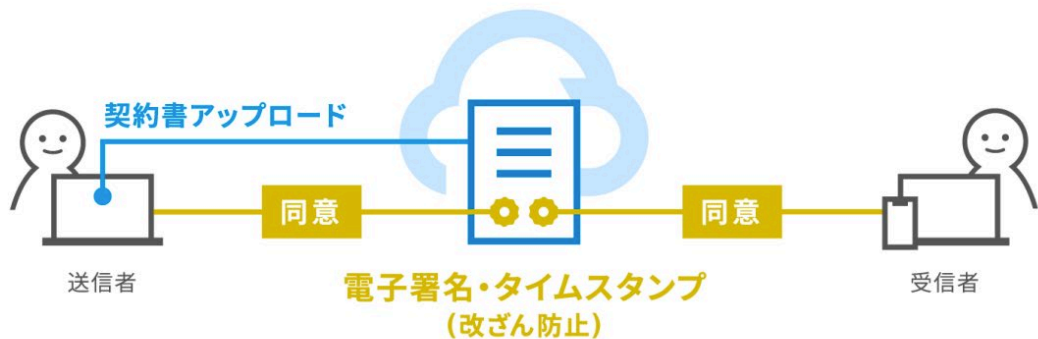 契約書アップロード
同意
同意
送信者
電子署名・タイムスタンプ
(改ざん防止)
受信者